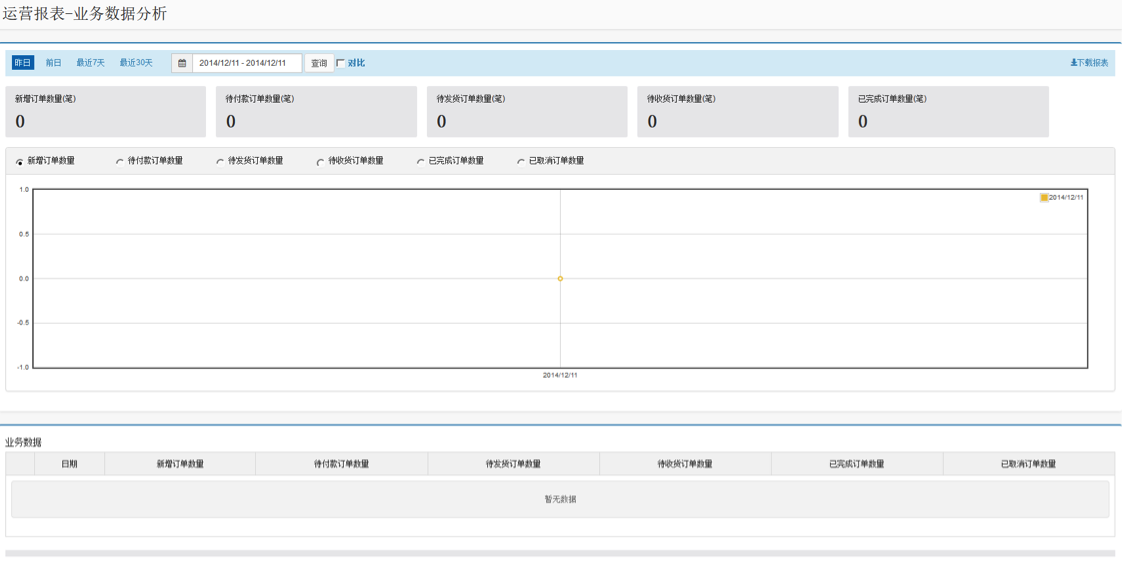 运营报表-业务数据分析
昨日 前日 最近7天 最近30天 2014/12/11 - 2014/12/11 查询 对比 下载报表
新增订单数量(笔) 待付款订单数量(笔) 待发货订单数量(笔) 待收货订单数量(笔) 已完成订单数量(笔)
0 0 0 0 0
新增订单数量 待付款订单数量 待发货订单数量 待收货订单数量 已完成订单数量 已取消订单数量
1.0
2014/12/11
0.5
0.0
-0.5
-1.0
2014/12/11
业务数据
日期 新增订单数量 待付款订单数量 待发货订单数量 待收货订单数量 已完成订单数量 已取消订单数量
暂无数据